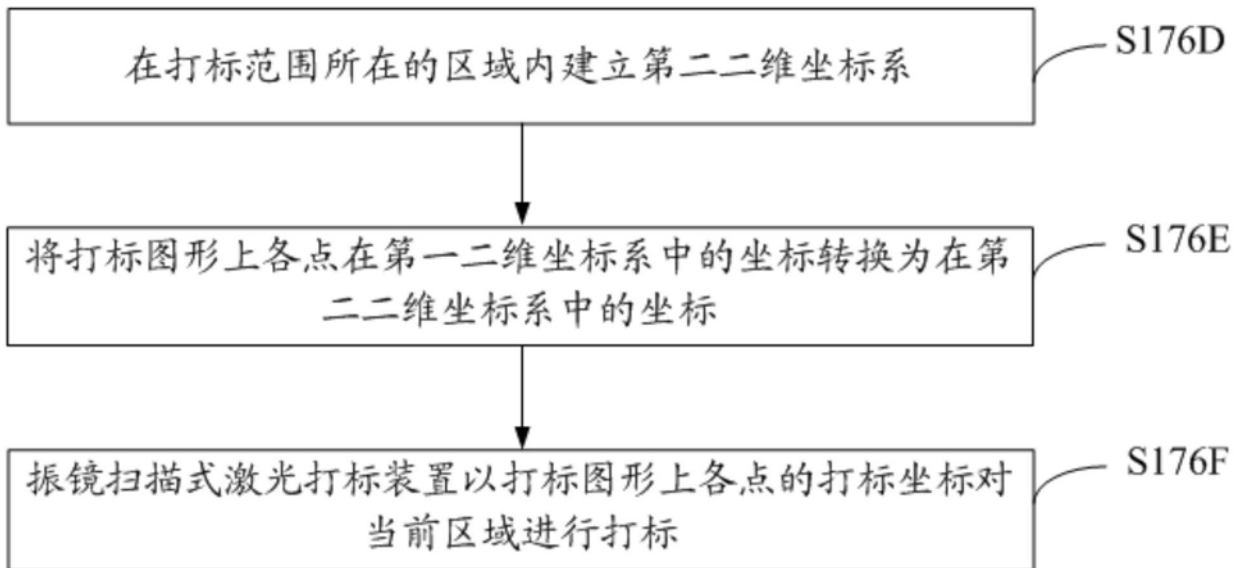 在打标范围所在的区域内建立第二二维坐标系
S176D
将打标图形上各点在第一二维坐标系中的坐标转换为在第
二二维坐标系中的坐标
S176E
振镜扫描式激光打标装置以打标图形上各点的打标坐标对
当前区域进行打标
S176F